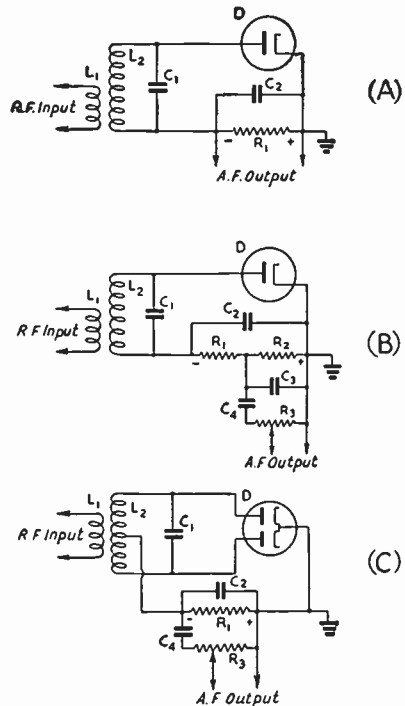 D
L₁ L₂ C₁
C₂
R.F. Input
(A)
- R₁ +
A.F. Output
D
L₁ L₂ C₁
C₂
R F Input
(B)
- R₁ R₂ +
C₃
C₄
R₃
A.F Output
D
L₁ L₂ C₁
R F Input
(C)
C₂
- R₁ +
C₄
R₃
A.F Output